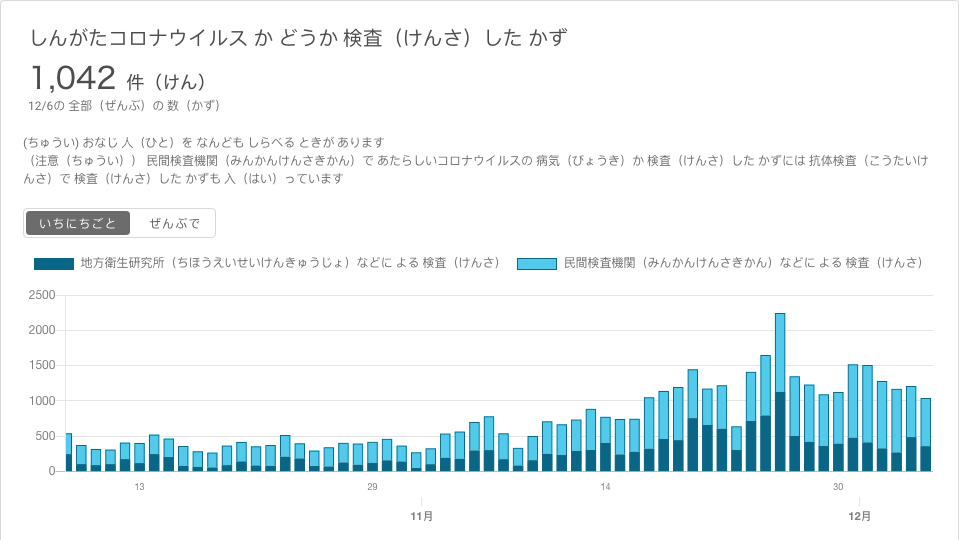 しんがたコロナウイルス か どうか 検査（けんさ）した かず
1,042 件（けん）
12/6の 全部（ぜんぶ）の 数（かず）
(ちゅうい) おなじ 人（ひと）を なんども しらべる ときが あります
（注意（ちゅうい）） 民間検査機関（みんかんけんさきかん）で あたらしいコロナウイルスの 病気（びょうき）か 検査（けんさ）した かずには 抗体検査（こうたいけ
んさ）で 検査（けんさ）した かずも 入（はい）っています
いちにちごと ぜんぶで
地方衛生研究所（ちほうえいせいけんきゅうじょ）などに よる 検査（けんさ） 民間検査機関（みんかんけんさきかん）などに よる 検査（けんさ）
2500
2000
1500
1000
500
0
13 29 14 30
11月 12月